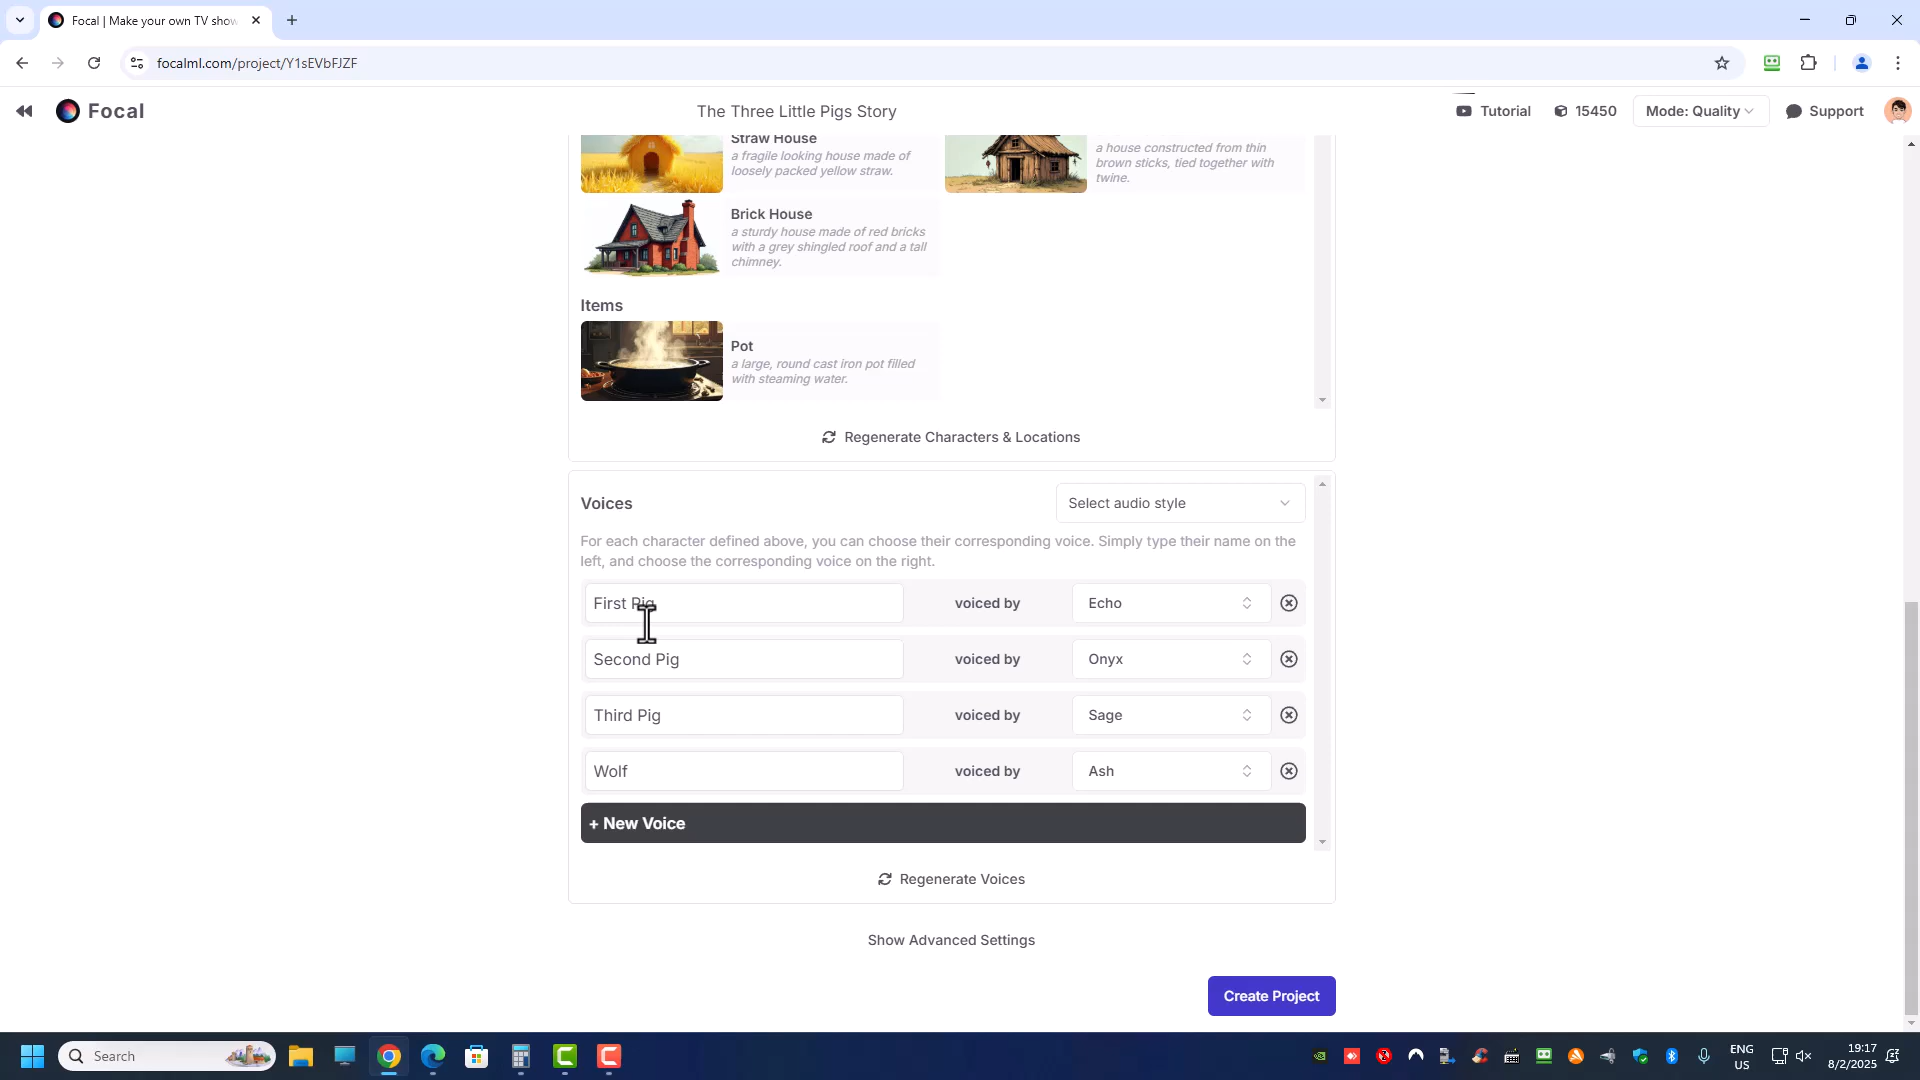 Focal | Make your own TV show
focalml.com/project/Y1sEVbFJZF
Focal
The Three Little Pigs Story
Tutorial
15450
Mode: Quality
Support
Straw House
a fragile looking house made of
loosely packed yellow straw.
a house constructed from thin
brown sticks, tied together with
twine.
Brick House
a sturdy house made of red bricks
with a grey shingled roof and a tall
chimney.
Items
Pot
a large, round cast iron pot filled
with steaming water.
Regenerate Characters & Locations
Voices
Select audio style
For each character defined above, you can choose their corresponding voice. Simply type their name on the
left, and choose the corresponding voice on the right.
First Pig voiced by Echo
Second Pig voiced by Onyx
Third Pig voiced by Sage
Wolf voiced by Ash
+ New Voice
Regenerate Voices
Show Advanced Settings
Create Project
Search
ENG
US
19:17
8/2/2025